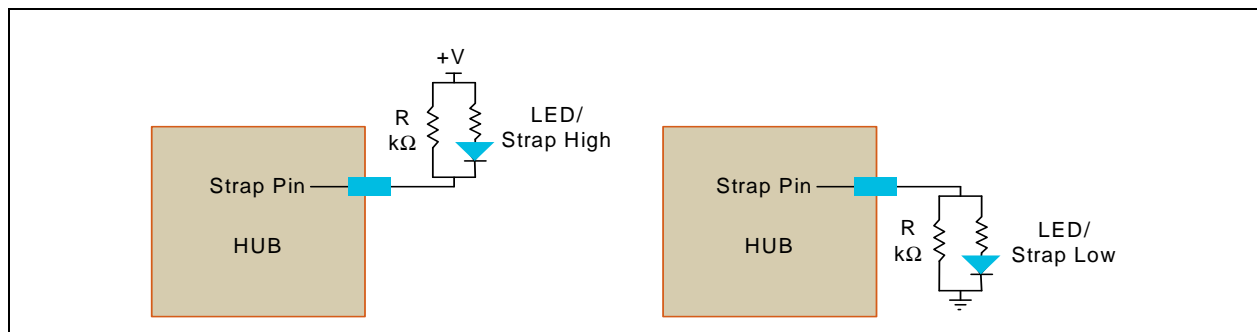 +V
R
kΩ
LED/
Strap High
Strap Pin
HUB
Strap Pin
HUB
R
kΩ
LED/
Strap Low